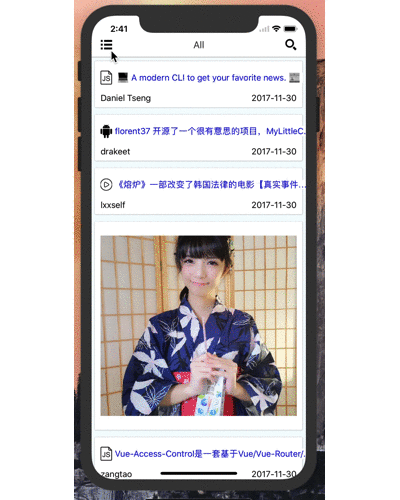 2:41
All
JS A modern CLI to get your favorite news.
Daniel Tseng 2017-11-30
florent37 开源了一个很有意思的项目，MyLittleC.
drakeet 2017-11-30
《熔炉》一部改变了韩国法律的电影【真实事件...
lxxself 2017-11-30
JS Vue-Access-Control是一套基于Vue/Vue-Router/.
zangtao 2017-11-30